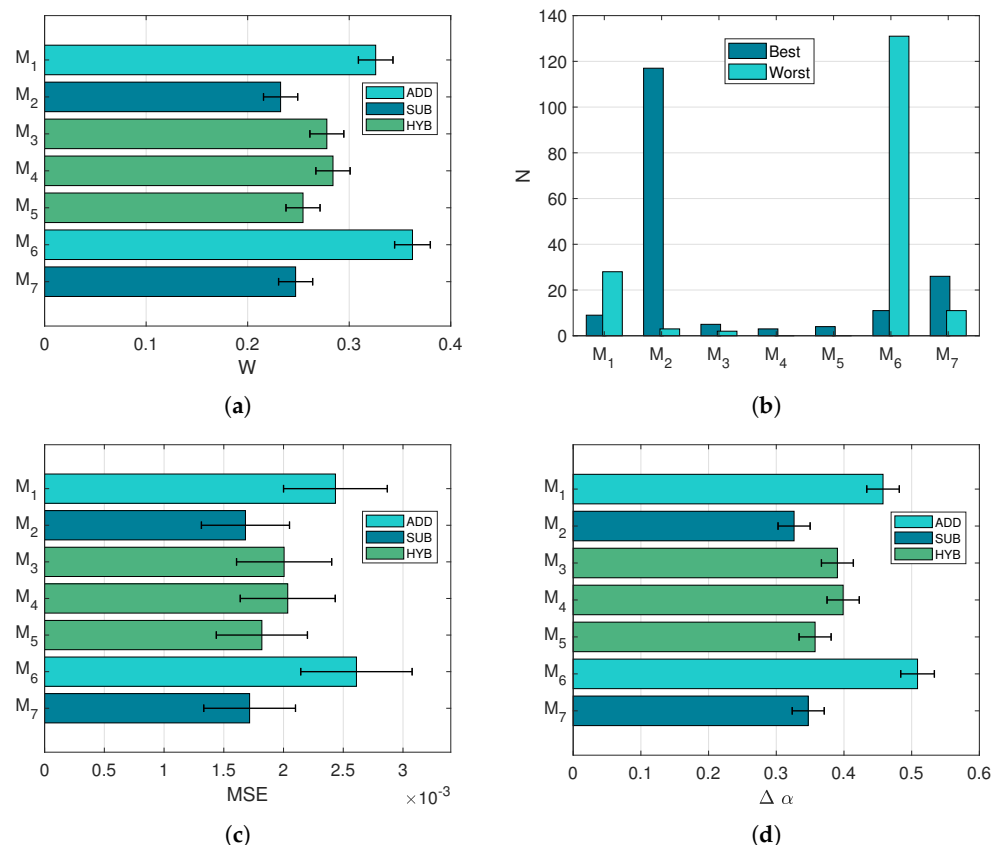 M1
M2
M3
M4
M5
M6
M7
ADD
SUB
HYB
0 0.1 0.2 0.3 0.4
W
(a)
140
120
100
80
60
40
20
0
N
Best
Worst
M1 M2 M3 M4 M5 M6 M7
(b)
M1
M2
M3
M4
M5
M6
M7
ADD
SUB
HYB
0 0.5 1 1.5 2 2.5 3
MSE ×10-3
(c)
M1
M2
M3
M4
M5
M6
M7
ADD
SUB
HYB
0 0.1 0.2 0.3 0.4 0.5 0.6
Δ α
(d)